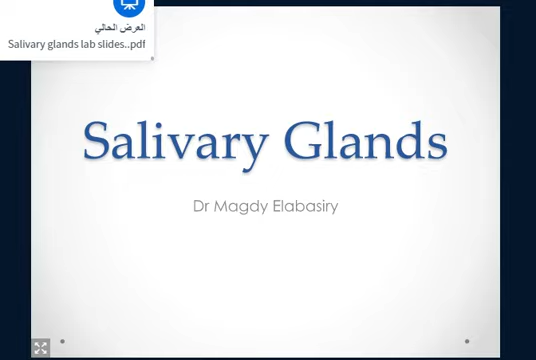 العرض الحالي
Salivary glands lab slides..pdf
Salivary Glands
Dr Magdy Elabasiry